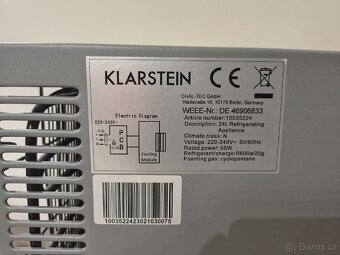 KLARSTEIN CE
CHAL-TEC GmbH
Wallstraße 16, 10179 Berlin, Germany
WEEE-Nr.: DE 46906833
Article number: 10035224
Description: 24L Refrigerating
Appliance
Climate class: N
Voltage: 220-240V~ 50/60Hz
Rated power: 65W
Refrigerant/charge: R600a/25g
Foaming gas: cyclopentane
Electric Diagram
220-240V~
P
C
B
Cooling
Module
1003522423021030075
Bazos.cz